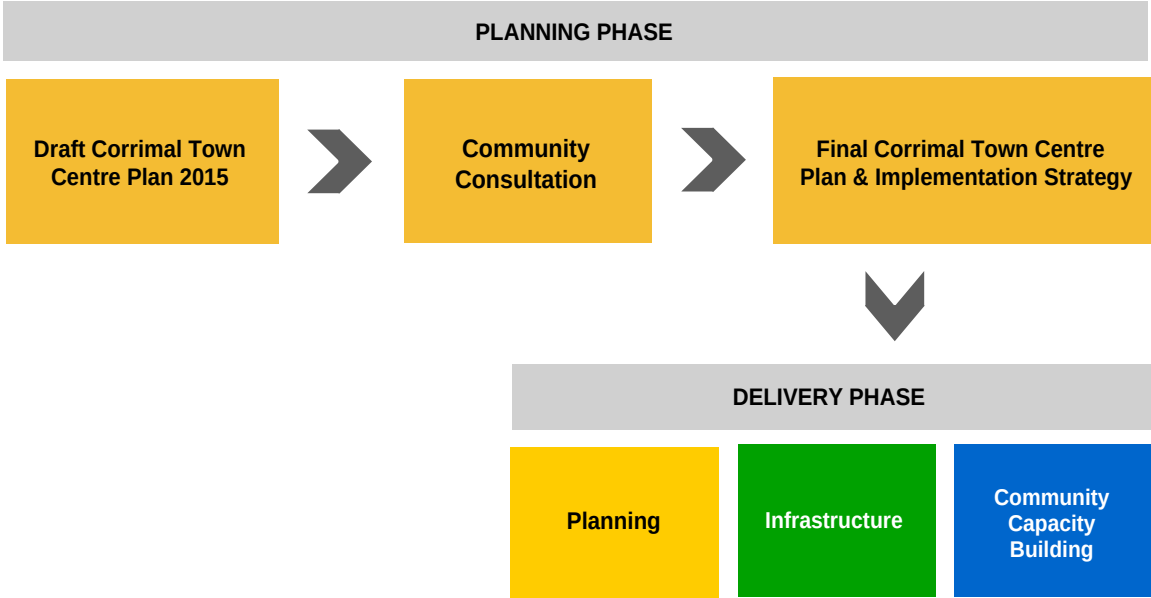 PLANNING PHASE
Draft Corrimal Town
Centre Plan 2015
Community
Consultation
Final Corrimal Town Centre
Plan & Implementation Strategy
DELIVERY PHASE
Planning
Infrastructure
Community
Capacity
Building